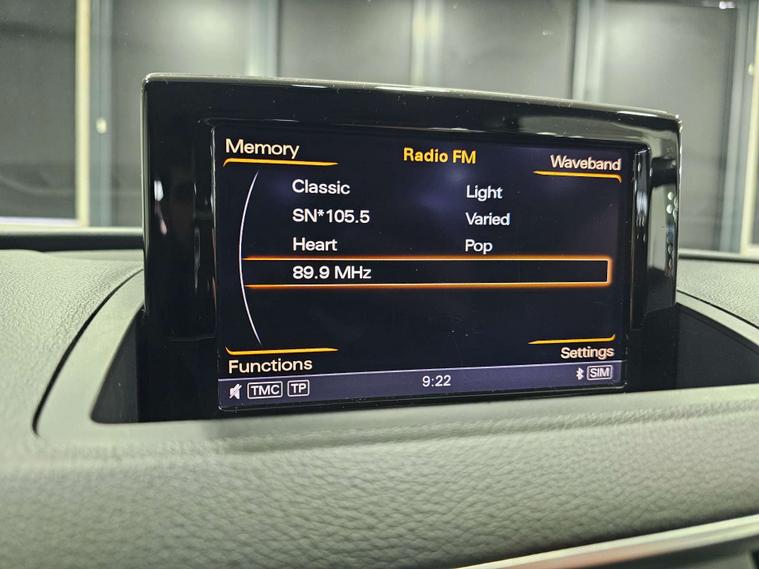 Memory Radio FM Waveband
Classic Light
SN*105.5 Varied
Heart Pop
89.9 MHz
Functions Settings
TMC TP 9:22 SIM